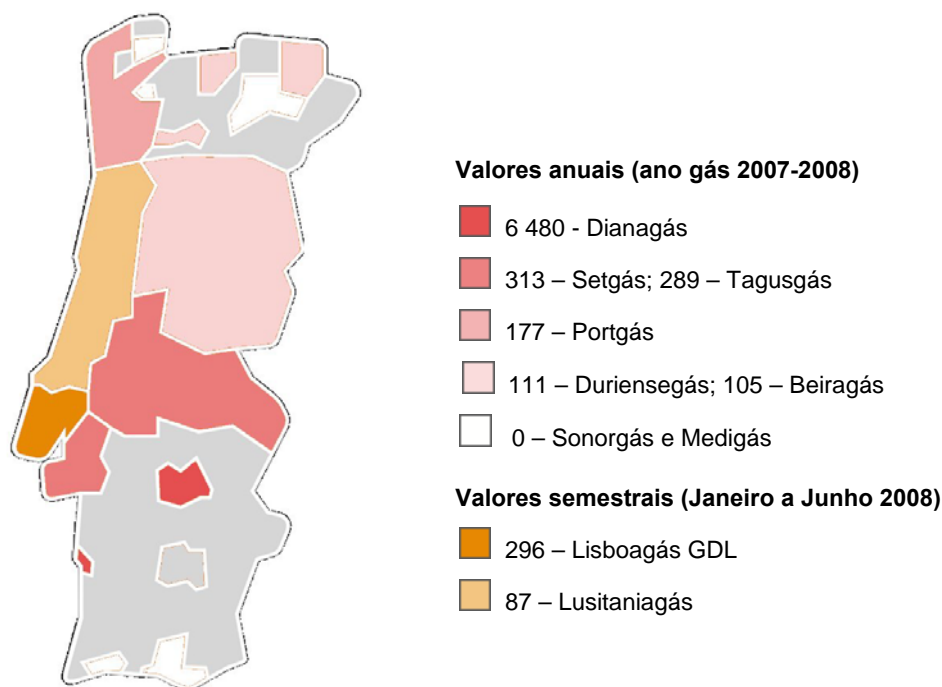 Valores anuais (ano gás 2007-2008)
6 480 - Dianagás
313 – Setgás; 289 – Tagusgás
177 – Portgás
111 – Duriensegás; 105 – Beiragás
0 – Sonorgás e Medigás
Valores semestrais (Janeiro a Junho 2008)
296 – Lisboagás GDL
87 – Lusitaniagás